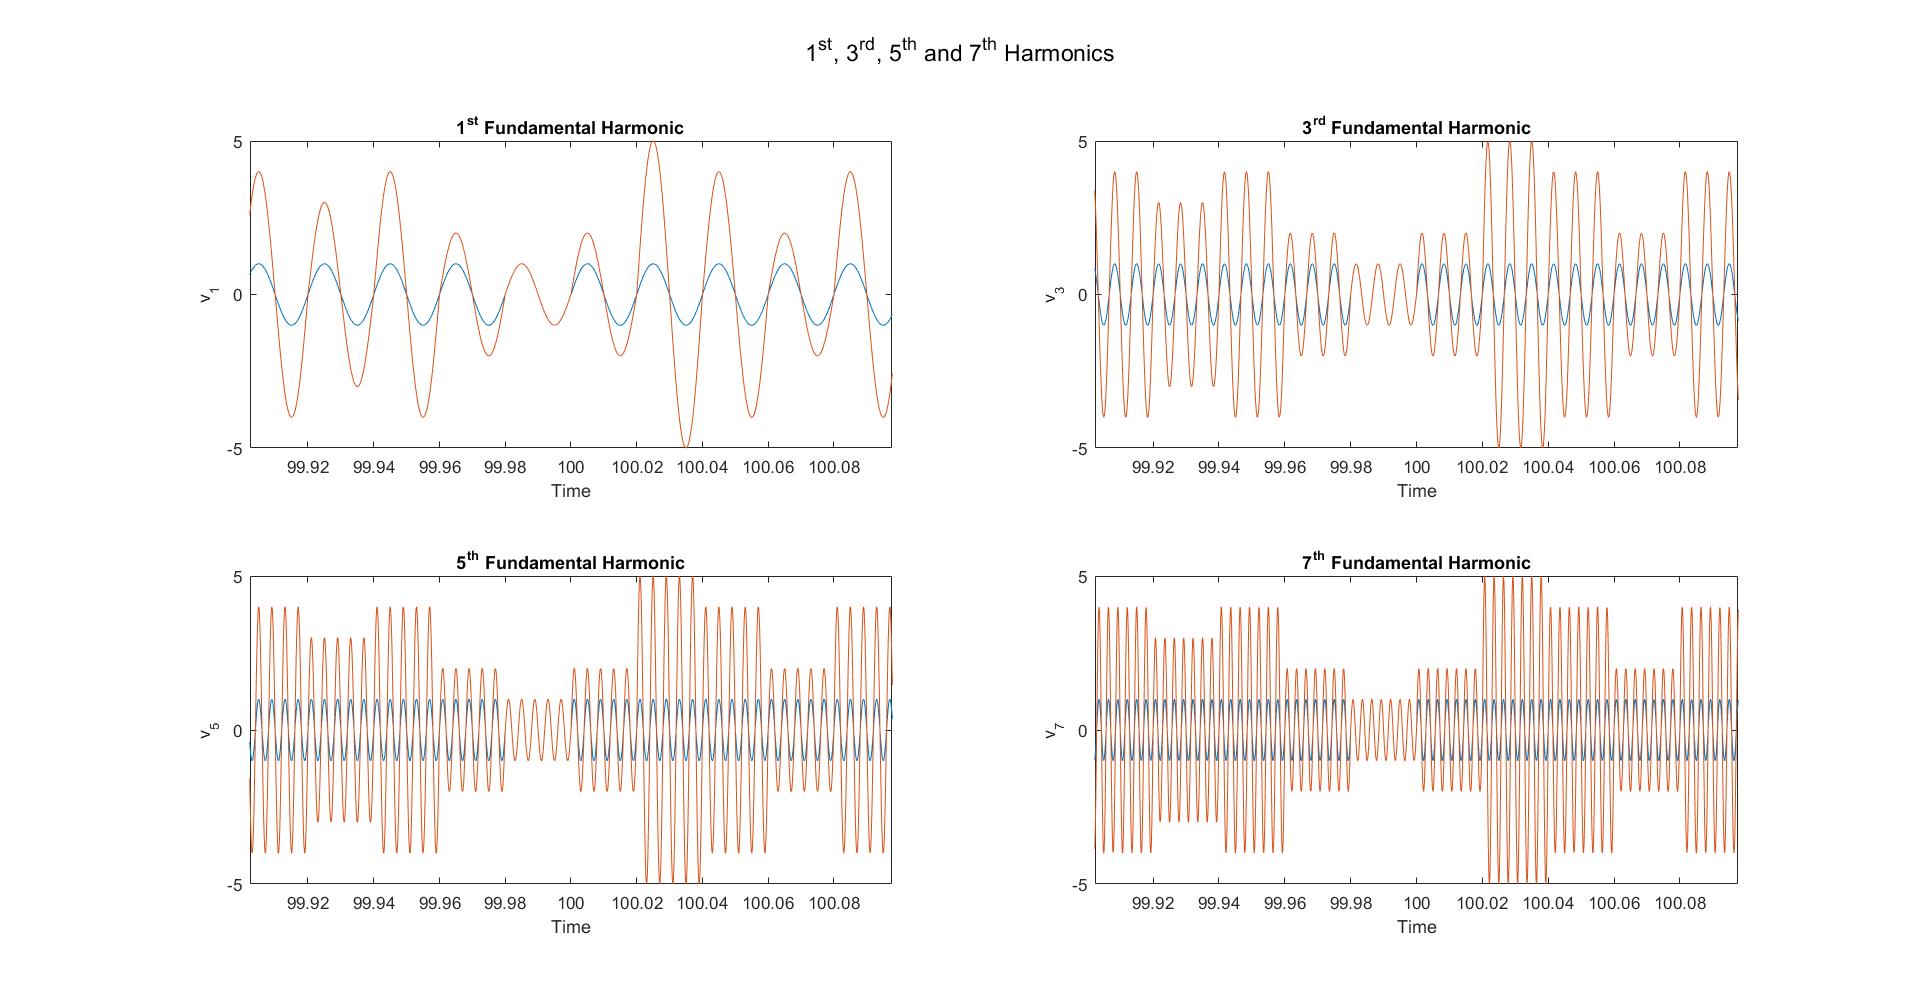 1st, 3rd, 5th and 7th Harmonics
1st Fundamental Harmonic
5
0
-5
v1
99.92 99.94 99.96 99.98 100 100.02 100.04 100.06 100.08
Time
3rd Fundamental Harmonic
5
0
-5
v3
99.92 99.94 99.96 99.98 100 100.02 100.04 100.06 100.08
Time
5th Fundamental Harmonic
5
0
-5
v5
99.92 99.94 99.96 99.98 100 100.02 100.04 100.06 100.08
Time
7th Fundamental Harmonic
5
0
-5
v7
99.92 99.94 99.96 99.98 100 100.02 100.04 100.06 100.08
Time